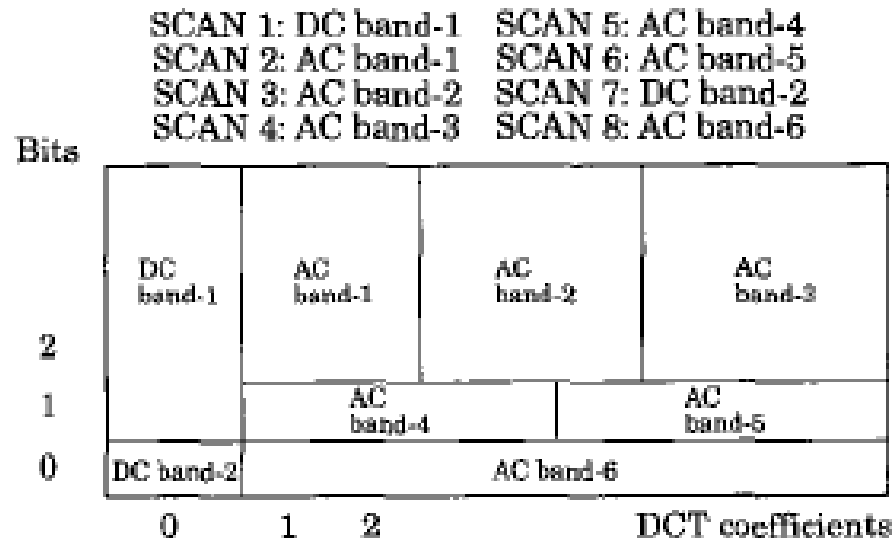 SCAN 1: DC band-1 SCAN 5: AC band-4
SCAN 2: AC band-1 SCAN 6: AC band-5
SCAN 3: AC band-2 SCAN 7: DC band-2
SCAN 4: AC band-3 SCAN 8: AC band-6
Bits
DC band-1
AC band-1
AC band-2
AC band-3
2
1
AC band-4
AC band-5
0
DC band-2
AC band-6
0 1 2 DCT coefficients